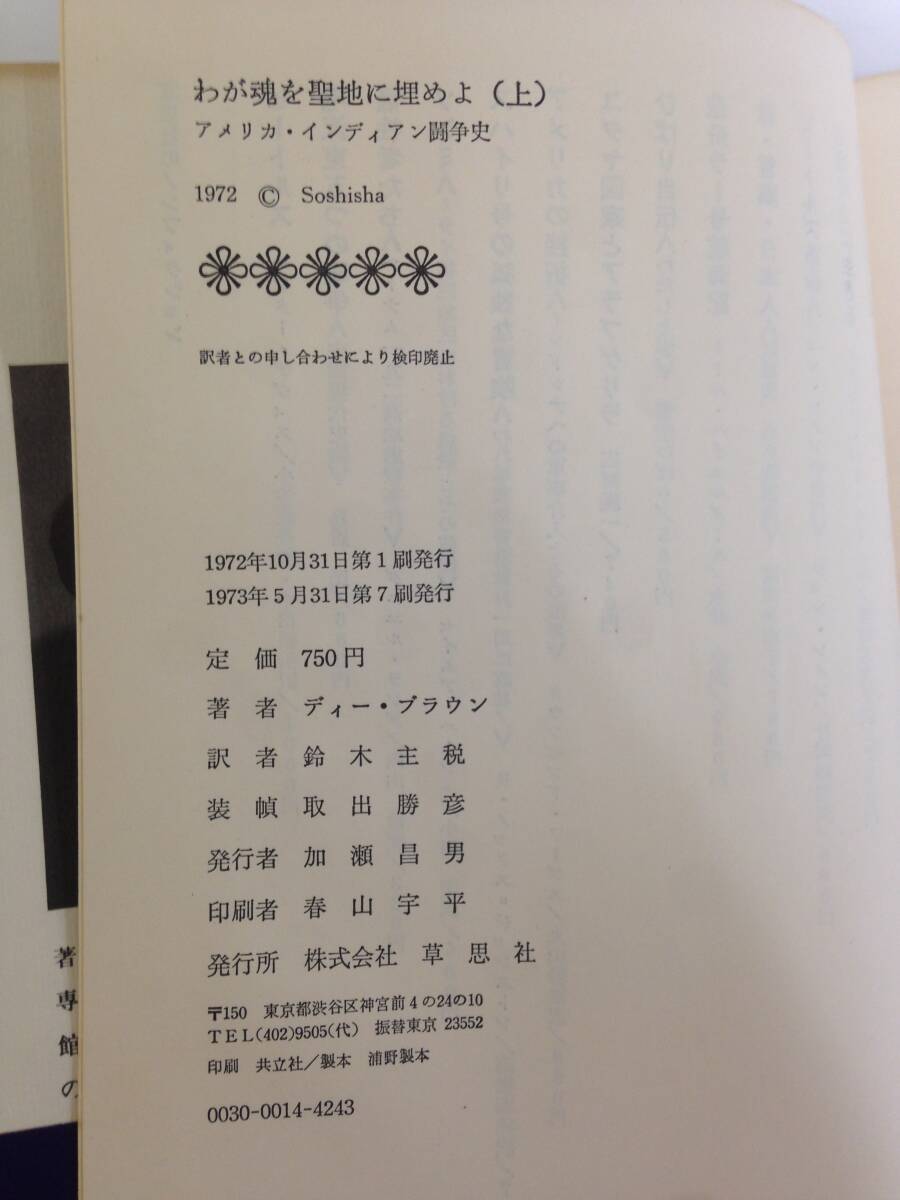 わが魂を聖地に埋めよ（上）
アメリカ・インディアン闘争史
1972 © Soshisha
訳者との申し合わせにより検印廃止
1972年10月31日第1刷発行
1973年5月31日第7刷発行
定 価 750円
著 者 ディー・ブラウン
訳 者 鈴木主税
装 幀 取出勝彦
発行者 加瀬昌男
印刷者 春山宇平
発行所 株式会社 草思社
〒150 東京都渋谷区神宮前4の24の10
TEL(402)9505(代) 振替東京 23552
印刷 共立社／製本 浦野製本
0030-0014-4243
著
専
館
の